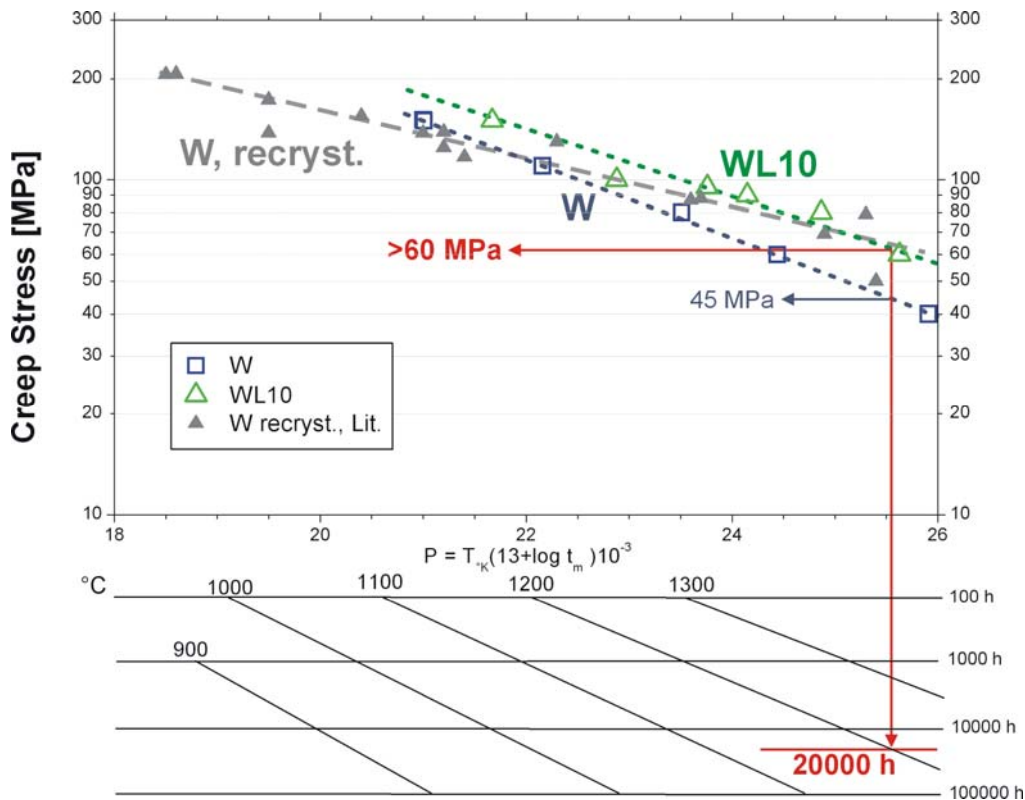 300
200
100
90
80
70
60
50
40
30
20
10
Creep Stress [MPa]
300
200
100
90
80
70
60
50
40
30
20
10
W, recryst.
WL10
W
>60 MPa
45 MPa
W
WL10
W recryst., Lit.
18 20 22 24 26
P = T°K(13+log tm)10-3
°C
1000 1100 1200 1300
100 h
900
1000 h
10000 h
20000 h
100000 h